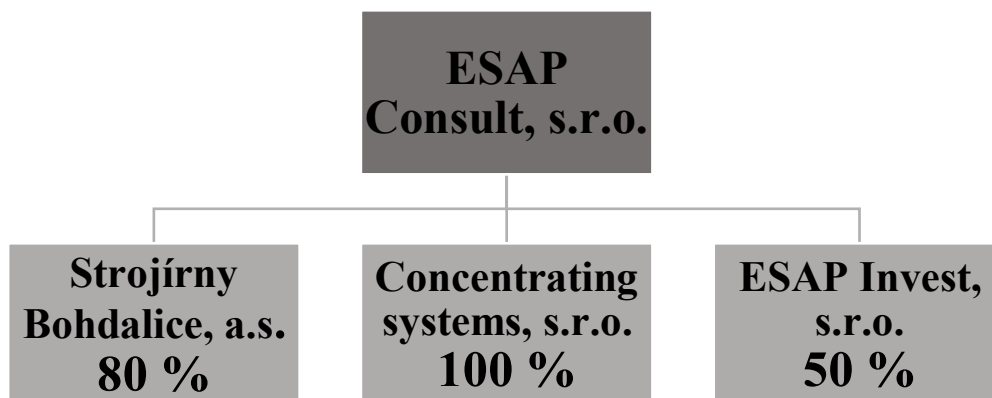 ESAP
Consult, s.r.o.
Strojírny
Bohdalice, a.s.
80 %
Concentrating
systems, s.r.o.
100 %
ESAP Invest,
s.r.o.
50 %